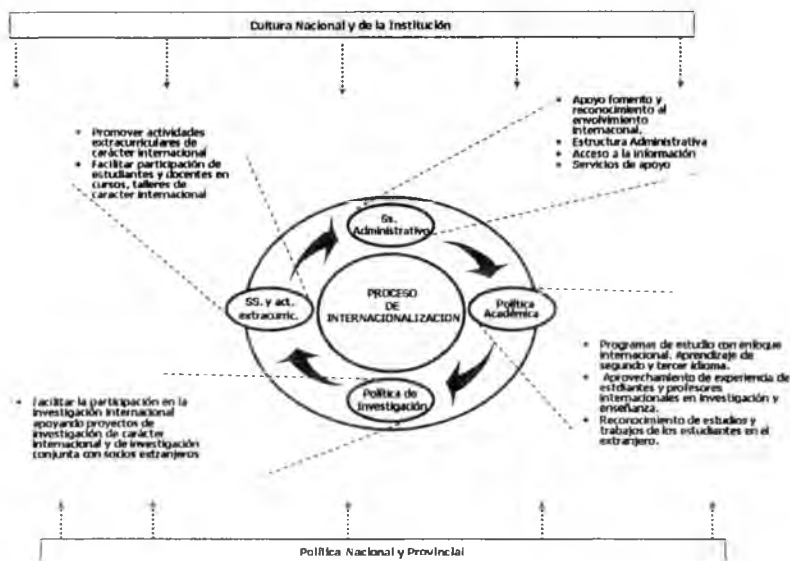 Cultura Nacional y de la Institución
• Promover actividades
extracurriculares de
carácter internacional
• Facilitar participación de
estudiantes y docentes en
cursos, talleres de
caracter internacional
• Apoyo fomento y
reconocimiento al
envolvimiento
internaconal.
• Estructura Administrativa
• Acceso a la información
• Servicios de apoyo
Ss.
Administrativo
SS. y act.
extracurric.
PROCESO
DE
INTERNACIONALIZACION
Política
Académica
Política de
Investigación
• Programas de estudio con enfoque
internacional. Aprendizaje de
segundo y tercer idioma.
• Aprovechamiento de experiencia de
estdiantes y profesores
internacionales en investigación y
enseñanza.
• Reconocimiento de estudios y
trabajos de los estudiantes en el
extranjero.
• Facilitar la participación en la
investigación internacional
apoyando proyectos de
investigación de carácter
internacional y de investigación
conjunta con socios extranjeros
Política Nacional y Provincial